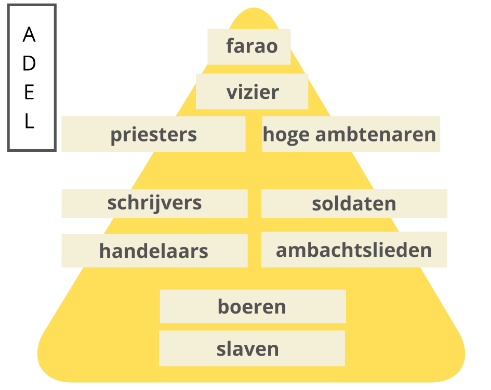 A
D
E
L
farao
vizier
priesters hoge ambtenaren
schrijvers soldaten
handelaars ambachtslieden
boeren
slaven